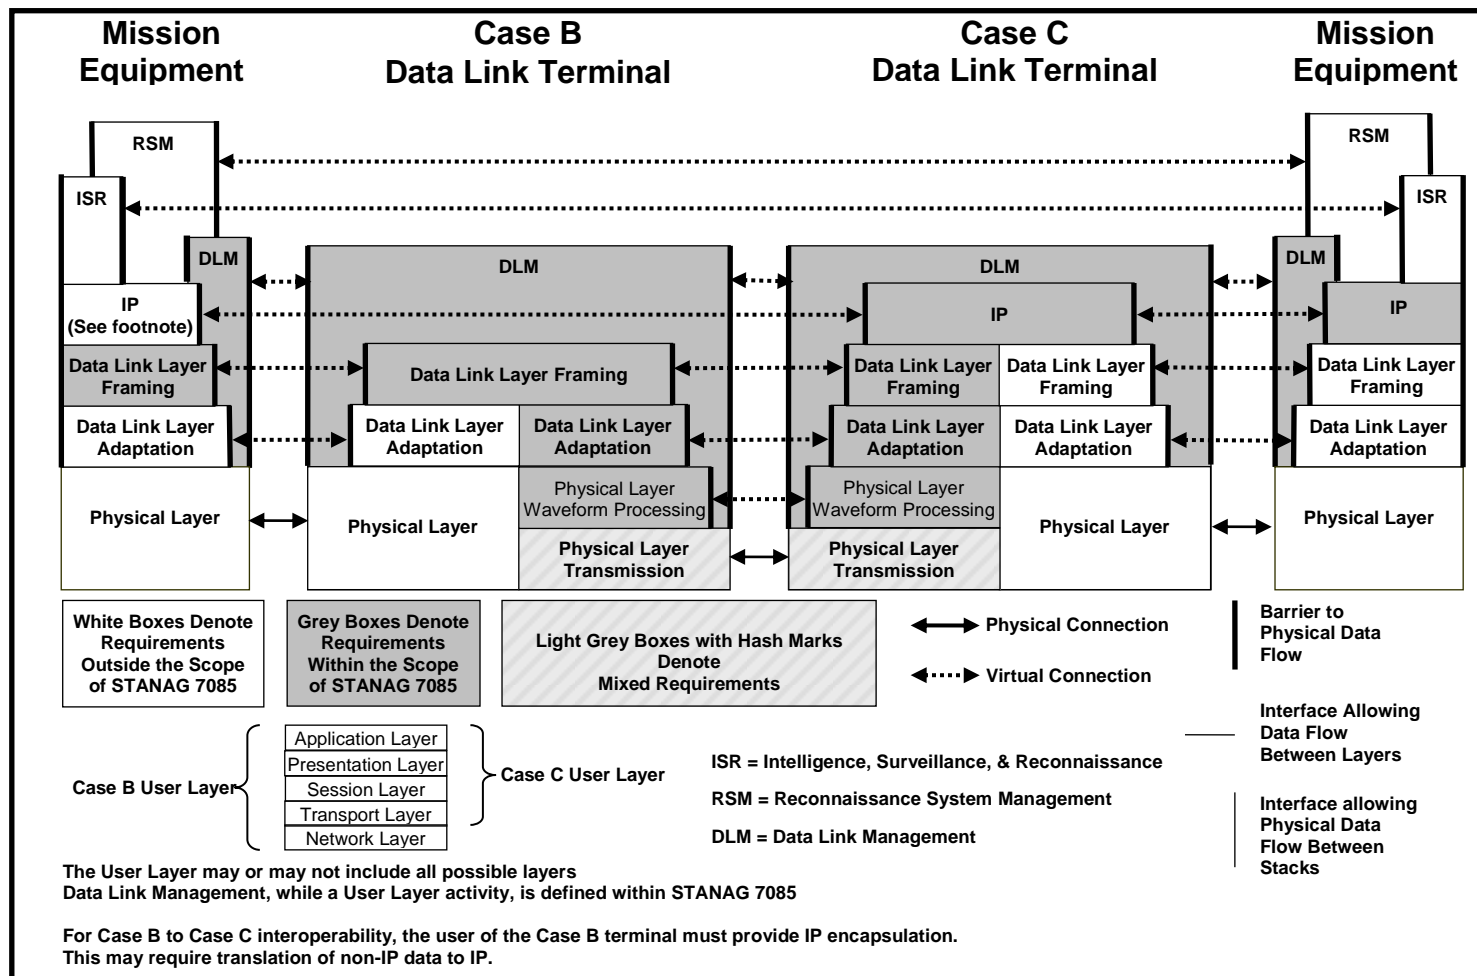 Mission
Equipment
Case B
Data Link Terminal
Case C
Data Link Terminal
Mission
Equipment
RSM
RSM
ISR
ISR
DLM
DLM
DLM
DLM
IP
(See footnote)
IP
IP
Data Link Layer
Framing
Data Link Layer Framing
Data Link Layer
Framing
Data Link Layer
Framing
Data Link Layer
Framing
Data Link Layer
Adaptation
Data Link Layer
Adaptation
Data Link Layer
Adaptation
Data Link Layer
Adaptation
Data Link Layer
Adaptation
Data Link Layer
Adaptation
Physical Layer
Physical Layer
Physical Layer
Waveform Processing
Physical Layer
Transmission
Physical Layer
Waveform Processing
Physical Layer
Transmission
Physical Layer
Physical Layer
White Boxes Denote
Requirements
Outside the Scope
of STANAG 7085
Grey Boxes Denote
Requirements
Within the Scope
of STANAG 7085
Light Grey Boxes with Hash Marks
Denote
Mixed Requirements
Physical Connection
Virtual Connection
Barrier to
Physical Data
Flow
Interface Allowing
Data Flow
Between Layers
Interface allowing
Physical Data
Flow Between
Stacks
Case B User Layer
Application Layer
Presentation Layer
Session Layer
Transport Layer
Network Layer
Case C User Layer
ISR = Intelligence, Surveillance, & Reconnaissance
RSM = Reconnaissance System Management
DLM = Data Link Management
The User Layer may or may not include all possible layers
Data Link Management, while a User Layer activity, is defined within STANAG 7085
For Case B to Case C interoperability, the user of the Case B terminal must provide IP encapsulation.
This may require translation of non-IP data to IP.